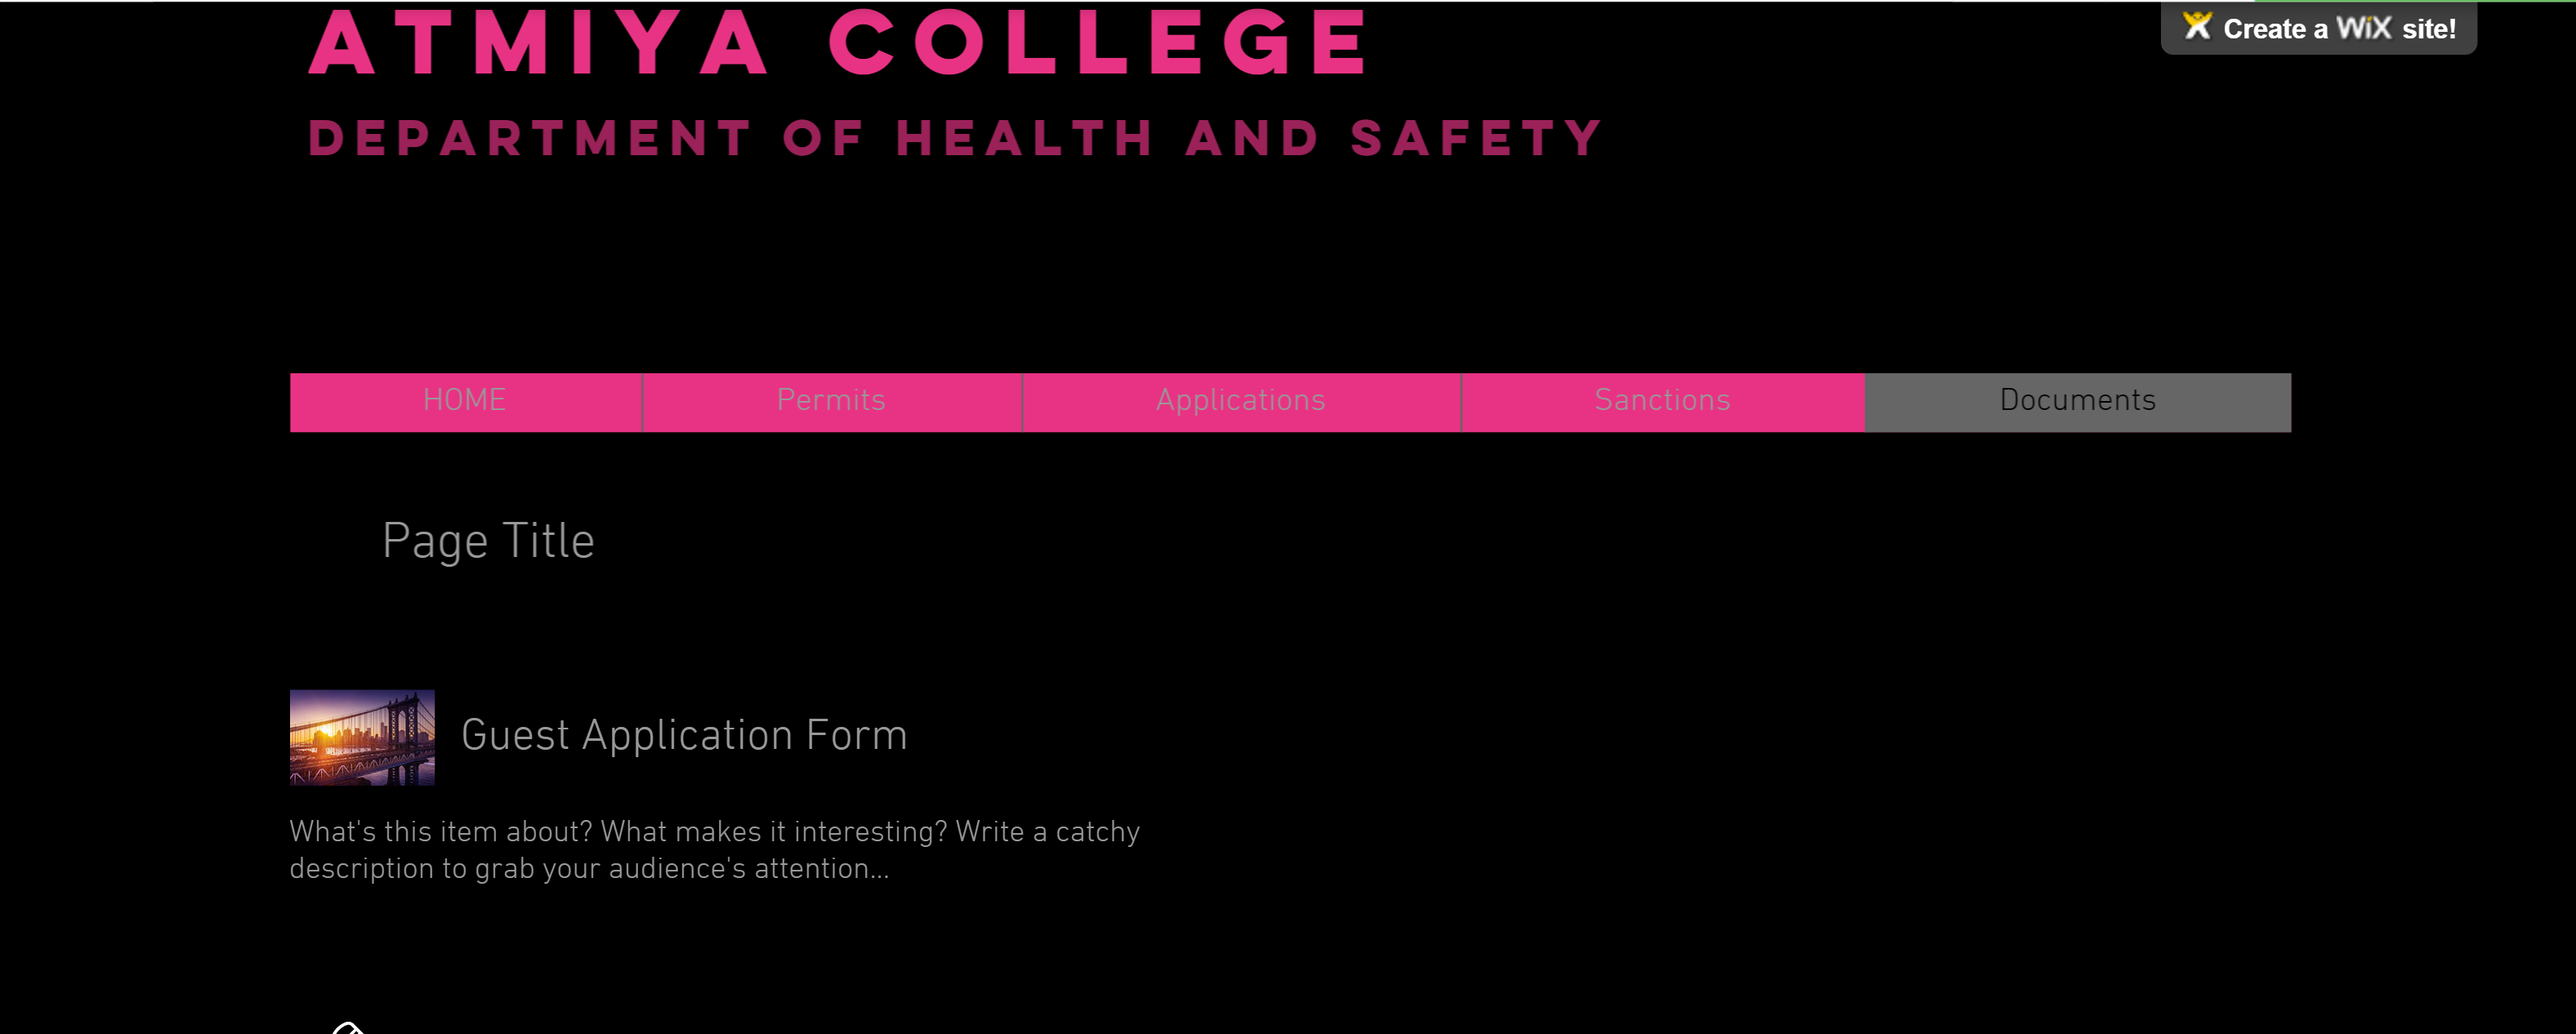 ATMIYA COLLEGE
Create a WiX site!
DEPARTMENT OF HEALTH AND SAFETY
HOME
Permits
Applications
Sanctions
Documents
Page Title
Guest Application Form
What's this item about? What makes it interesting? Write a catchy
description to grab your audience's attention...